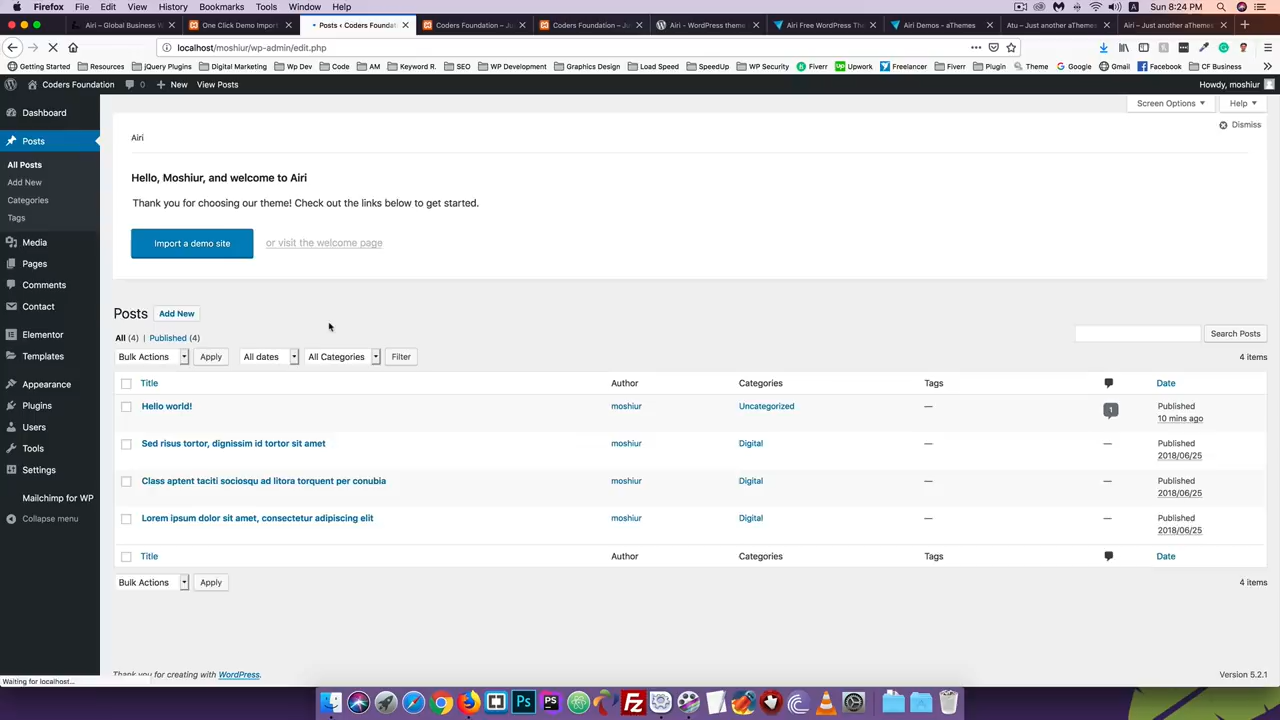 Firefox File Edit View History Bookmarks Tools Window Help Sun 8:24 PM
Airi – Global Business W One Click Demo Import Posts ‹ Coders Foundat Coders Foundation – Ju Coders Foundation – Ju Airi - WordPress theme Airi Free WordPress Th Airi Demos - aThemes Atu – Just another aThemes Airi – Just another aThemes
localhost/moshiur/wp-admin/edit.php
Getting Started Resources jQuery Plugins Digital Marketing Wp Dev Code AM Keyword R. SEO WP Development Graphics Design Load Speed SpeedUp WP Security Fiverr Upwork Freelancer Fiverr Plugin Theme Google Gmail Facebook CF Business
Coders Foundation 0 New View Posts Howdy, moshiur
Dashboard
Posts
All Posts
Add New
Categories
Tags
Media
Pages
Comments
Contact
Elementor
Templates
Appearance
Plugins
Users
Tools
Settings
Mailchimp for WP
Collapse menu
Screen Options Help
Dismiss
Airi
Hello, Moshiur, and welcome to Airi
Thank you for choosing our theme! Check out the links below to get started.
Import a demo site or visit the welcome page
Posts Add New
All (4) | Published (4) Search Posts
Bulk Actions Apply All dates All Categories Filter 4 items
Title Author Categories Tags Date
Hello world! moshiur Uncategorized — 1 Published
10 mins ago
Sed risus tortor, dignissim id tortor sit amet moshiur Digital — — Published
2018/06/25
Class aptent taciti sociosqu ad litora torquent per conubia moshiur Digital — — Published
2018/06/25
Lorem ipsum dolor sit amet, consectetur adipiscing elit moshiur Digital — — Published
2018/06/25
Title Author Categories Tags Date
Bulk Actions Apply 4 items
Thank you for creating with WordPress. Version 5.2.1
Waiting for localhost...